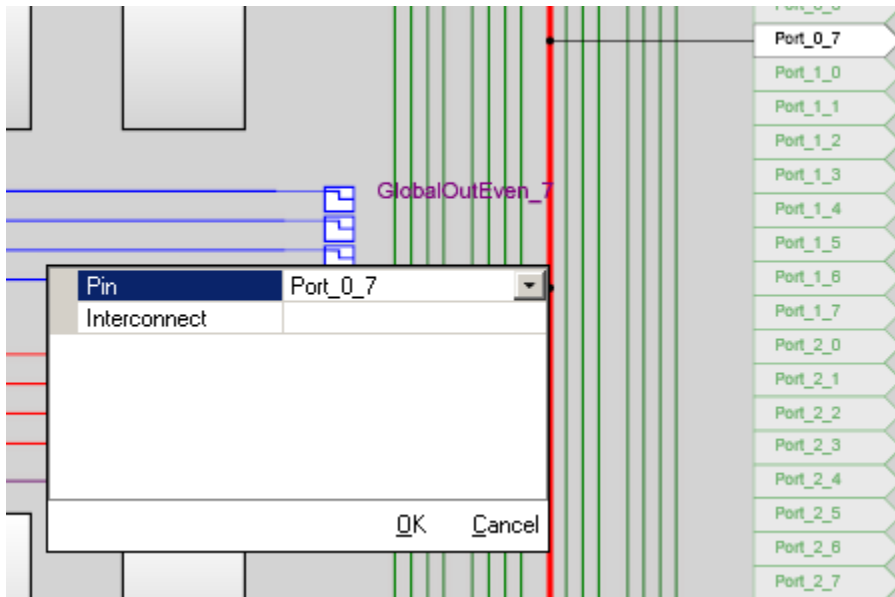 Port_0_7
Port_1_0
Port_1_1
Port_1_2
Port_1_3
GlobalOutEven_7
Port_1_4
Port_1_5
Port_1_6
Pin Port_0_7
Port_1_7
Interconnect
Port_2_0
Port_2_1
Port_2_2
Port_2_3
Port_2_4
Port_2_5
OK Cancel
Port_2_6
Port_2_7